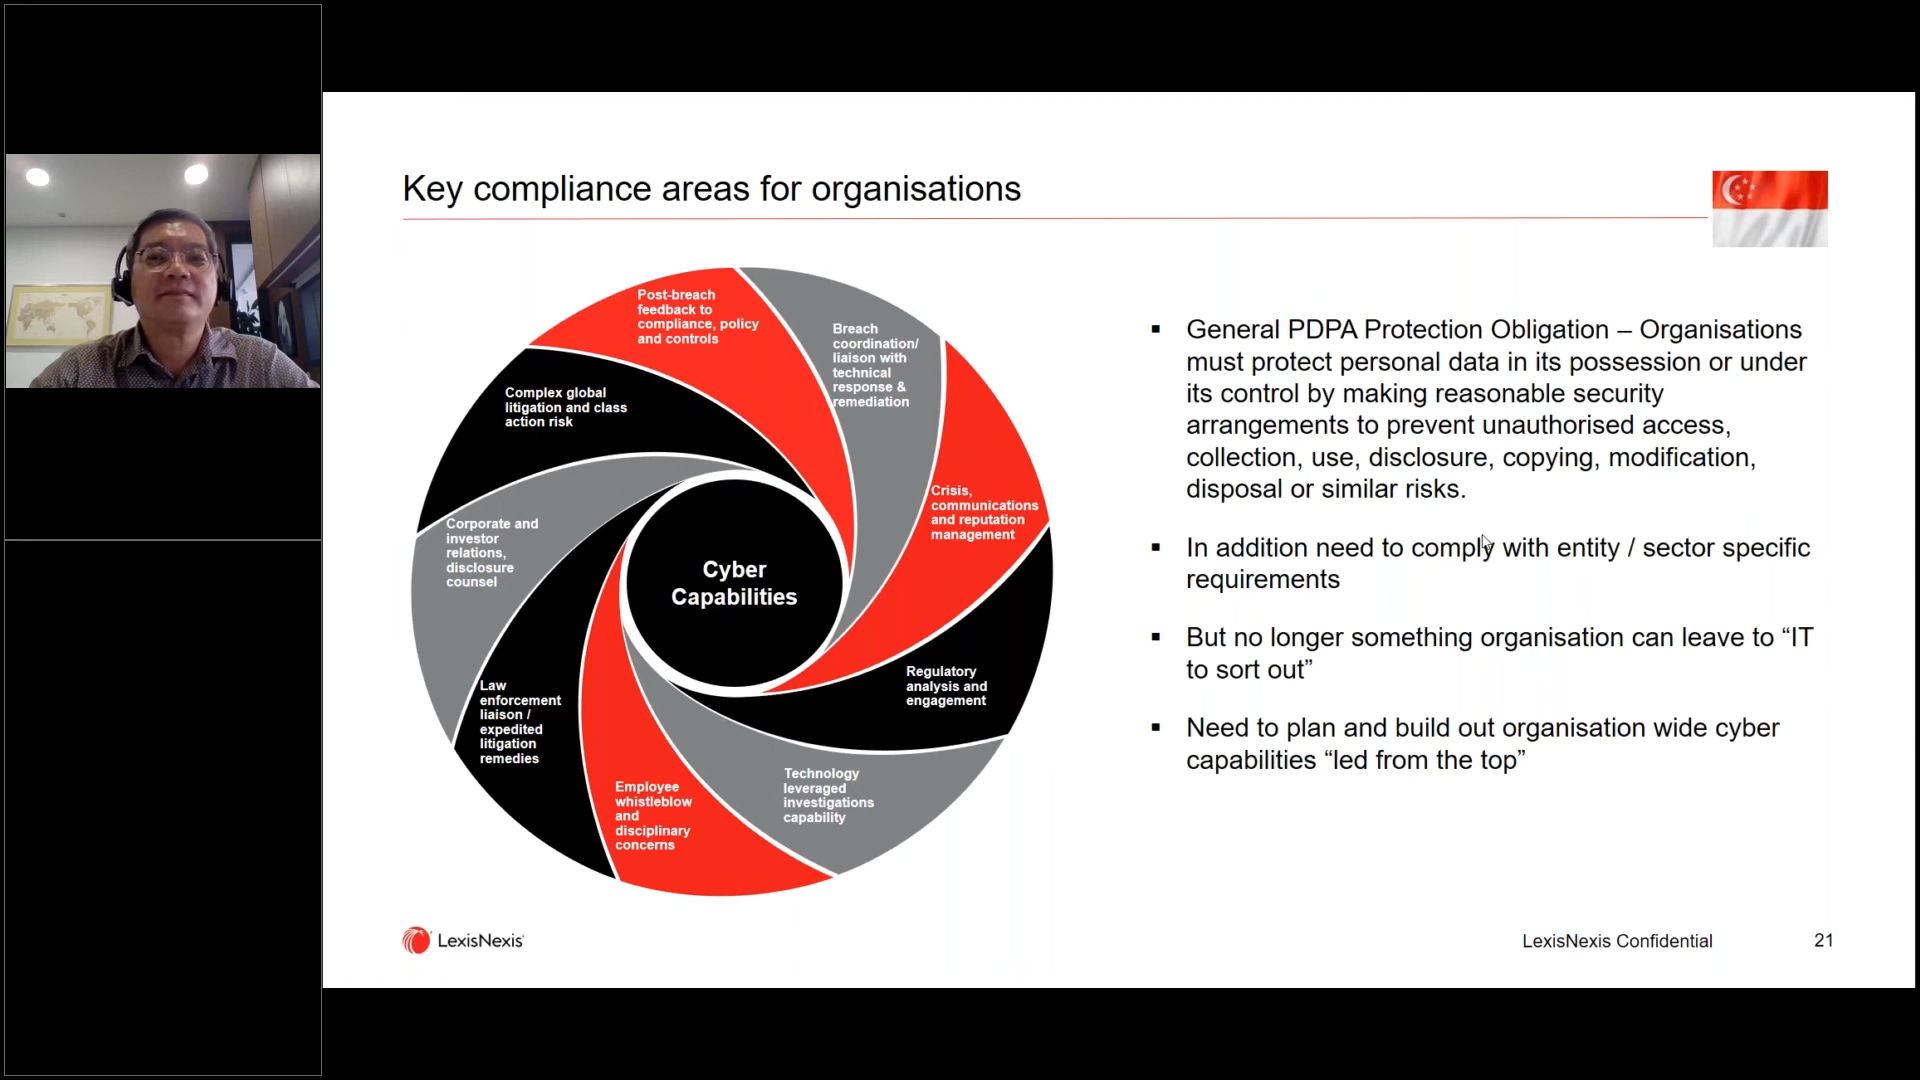 Key compliance areas for organisations
Post-breach
feedback to
compliance, policy
and controls
Breach
coordination/
liaison with
technical
response &
remediation
Crisis,
communications
and reputation
management
Regulatory
analysis and
engagement
Technology
leveraged
investigations
capability
Employee
whistleblow
and
disciplinary
concerns
Law
enforcement
liaison /
expedited
litigation
remedies
Corporate and
investor
relations,
disclosure
counsel
Complex global
litigation and class
action risk
Cyber
Capabilities
▪ General PDPA Protection Obligation – Organisations
must protect personal data in its possession or under
its control by making reasonable security
arrangements to prevent unauthorised access,
collection, use, disclosure, copying, modification,
disposal or similar risks.
▪ In addition need to comply with entity / sector specific
requirements
▪ But no longer something organisation can leave to “IT
to sort out”
▪ Need to plan and build out organisation wide cyber
capabilities “led from the top”
LexisNexis
LexisNexis Confidential
21